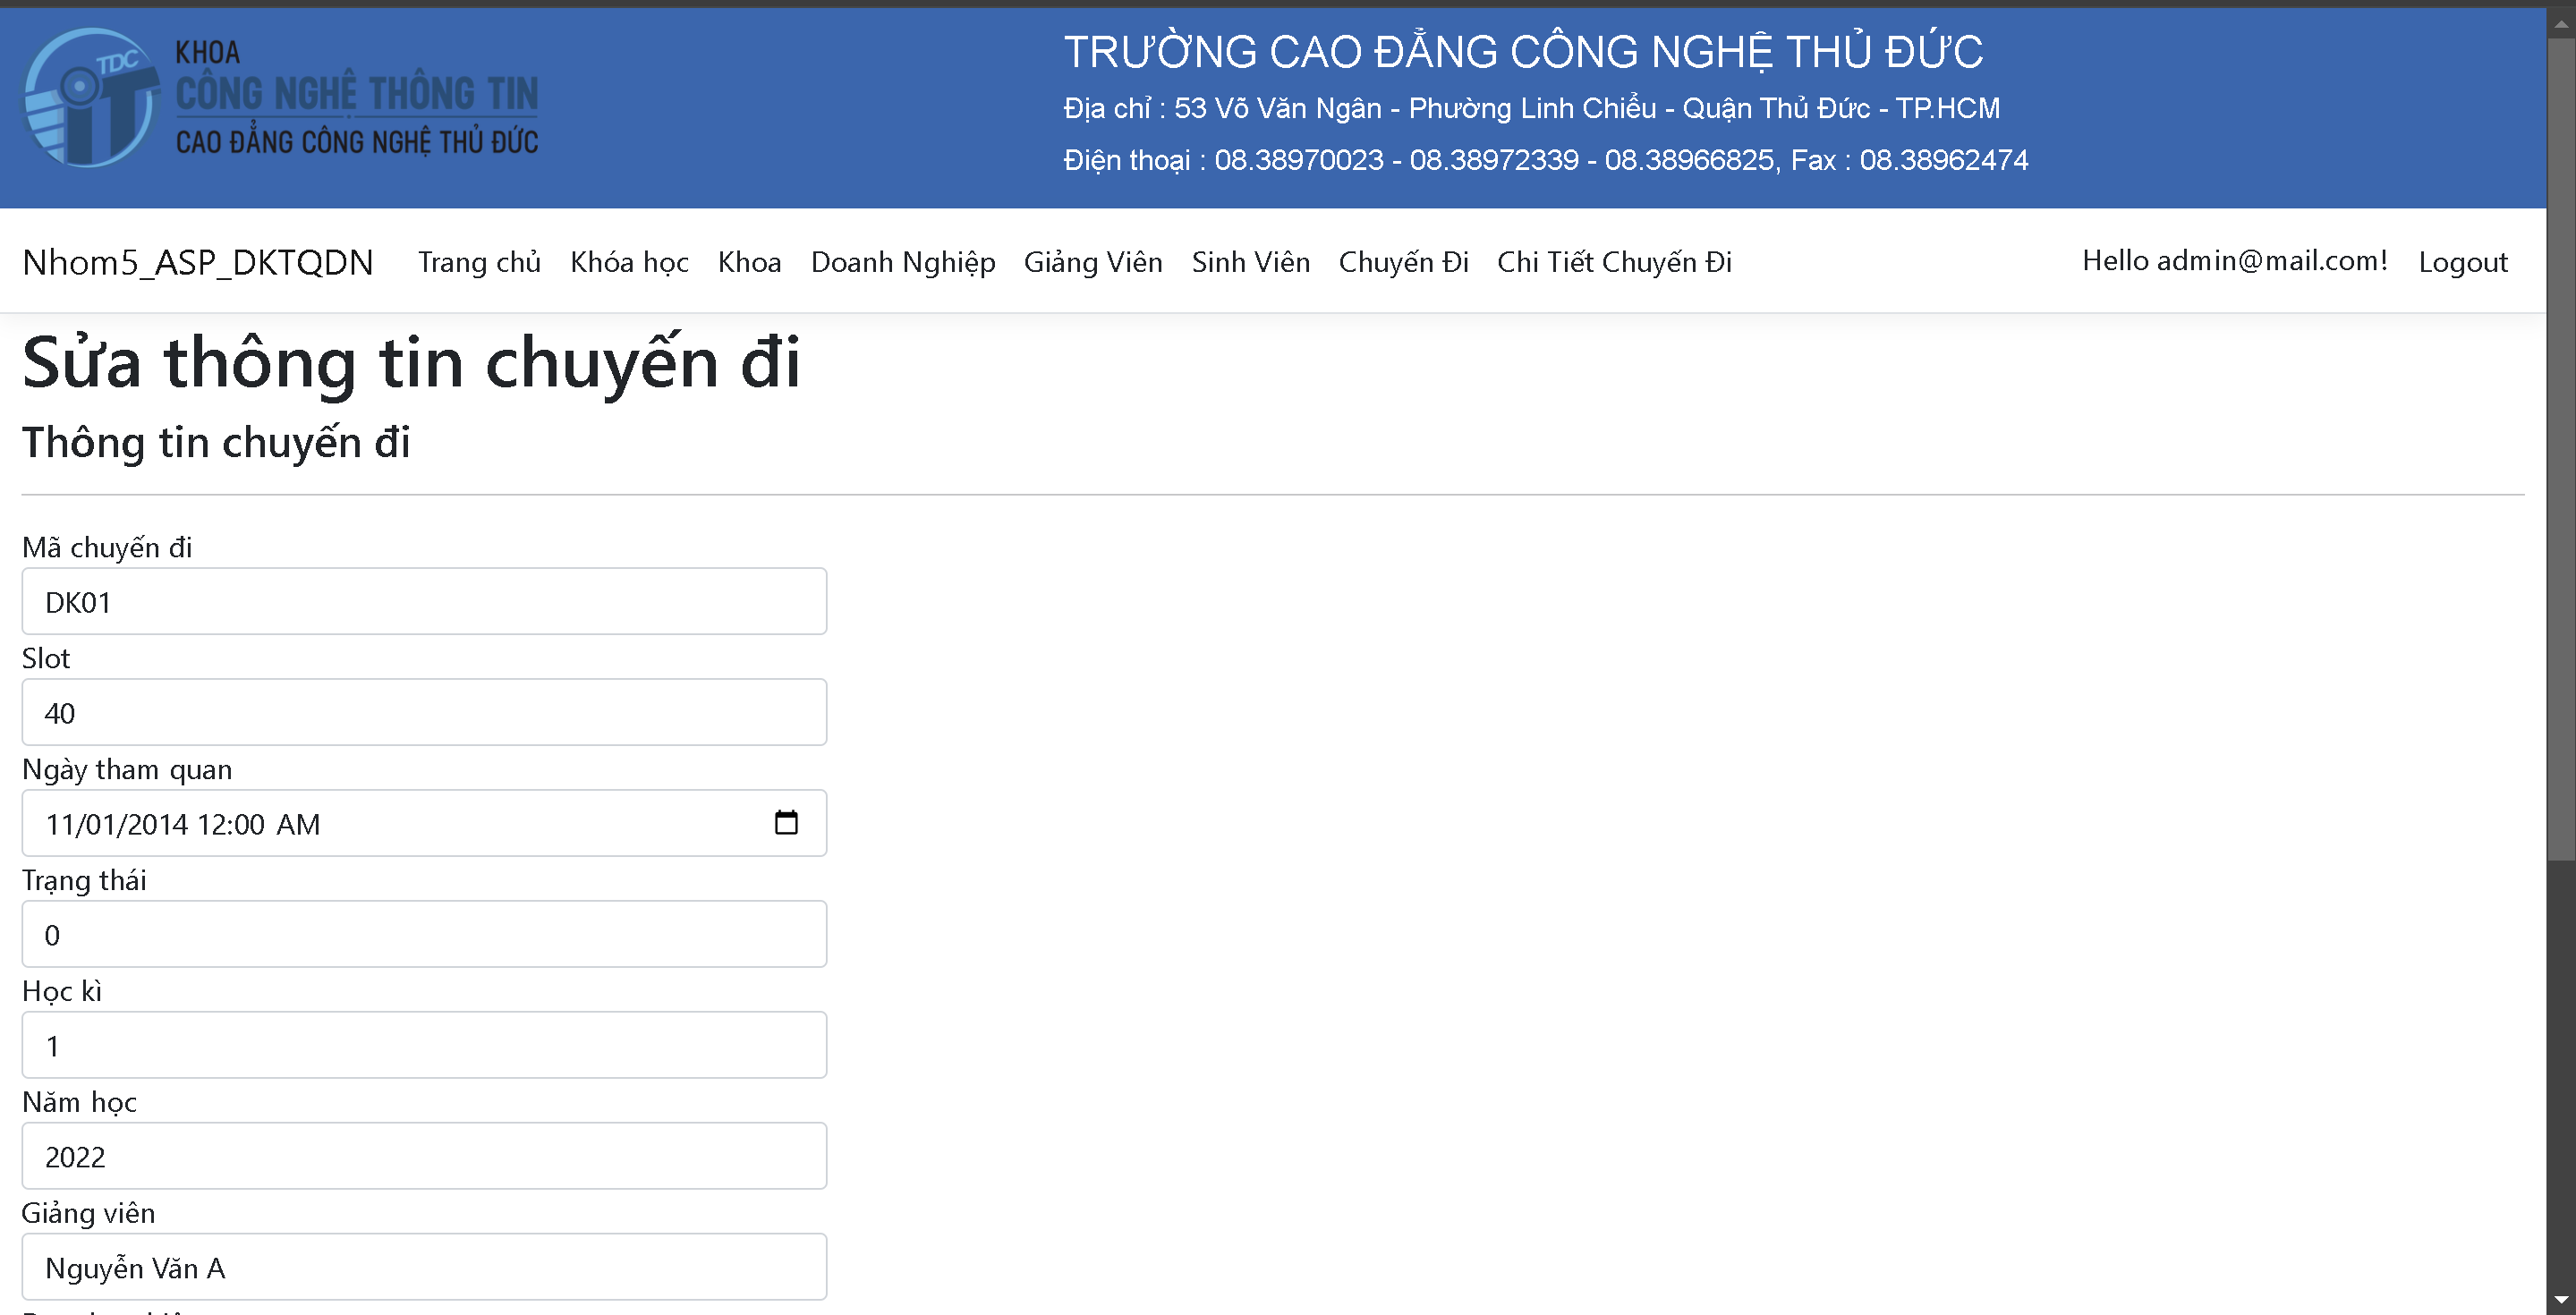 TDC
iT
KHOA
CÔNG NGHỆ THÔNG TIN
CAO ĐẲNG CÔNG NGHỆ THỦ ĐỨC
TRƯỜNG CAO ĐẲNG CÔNG NGHỆ THỦ ĐỨC
Địa chỉ : 53 Võ Văn Ngân - Phường Linh Chiểu - Quận Thủ Đức - TP.HCM
Điện thoại : 08.38970023 - 08.38972339 - 08.38966825, Fax : 08.38962474
Nhom5_ASP_DKTQDN Trang chủ Khóa học Khoa Doanh Nghiệp Giảng Viên Sinh Viên Chuyến Đi Chi Tiết Chuyến Đi Hello admin@mail.com! Logout
Sửa thông tin chuyến đi
Thông tin chuyến đi
Mã chuyến đi
DK01
Slot
40
Ngày tham quan
11/01/2014 12:00 AM
Trạng thái
0
Học kì
1
Năm học
2022
Giảng viên
Nguyễn Văn A